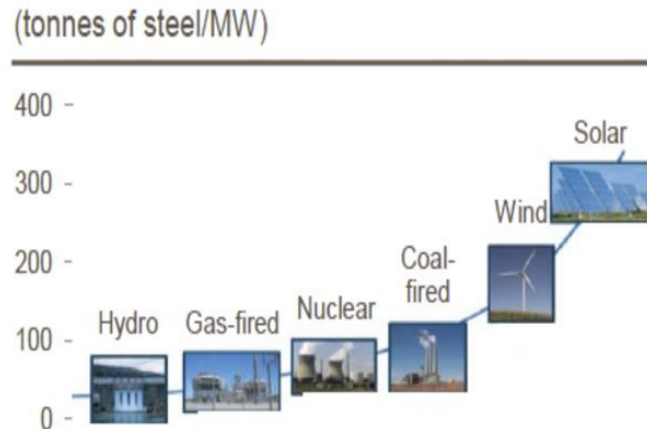 (tonnes of steel/MW)
400
Solar
300
Wind
200
Coal-
fired
Nuclear
Hydro
Gas-fired
100
0